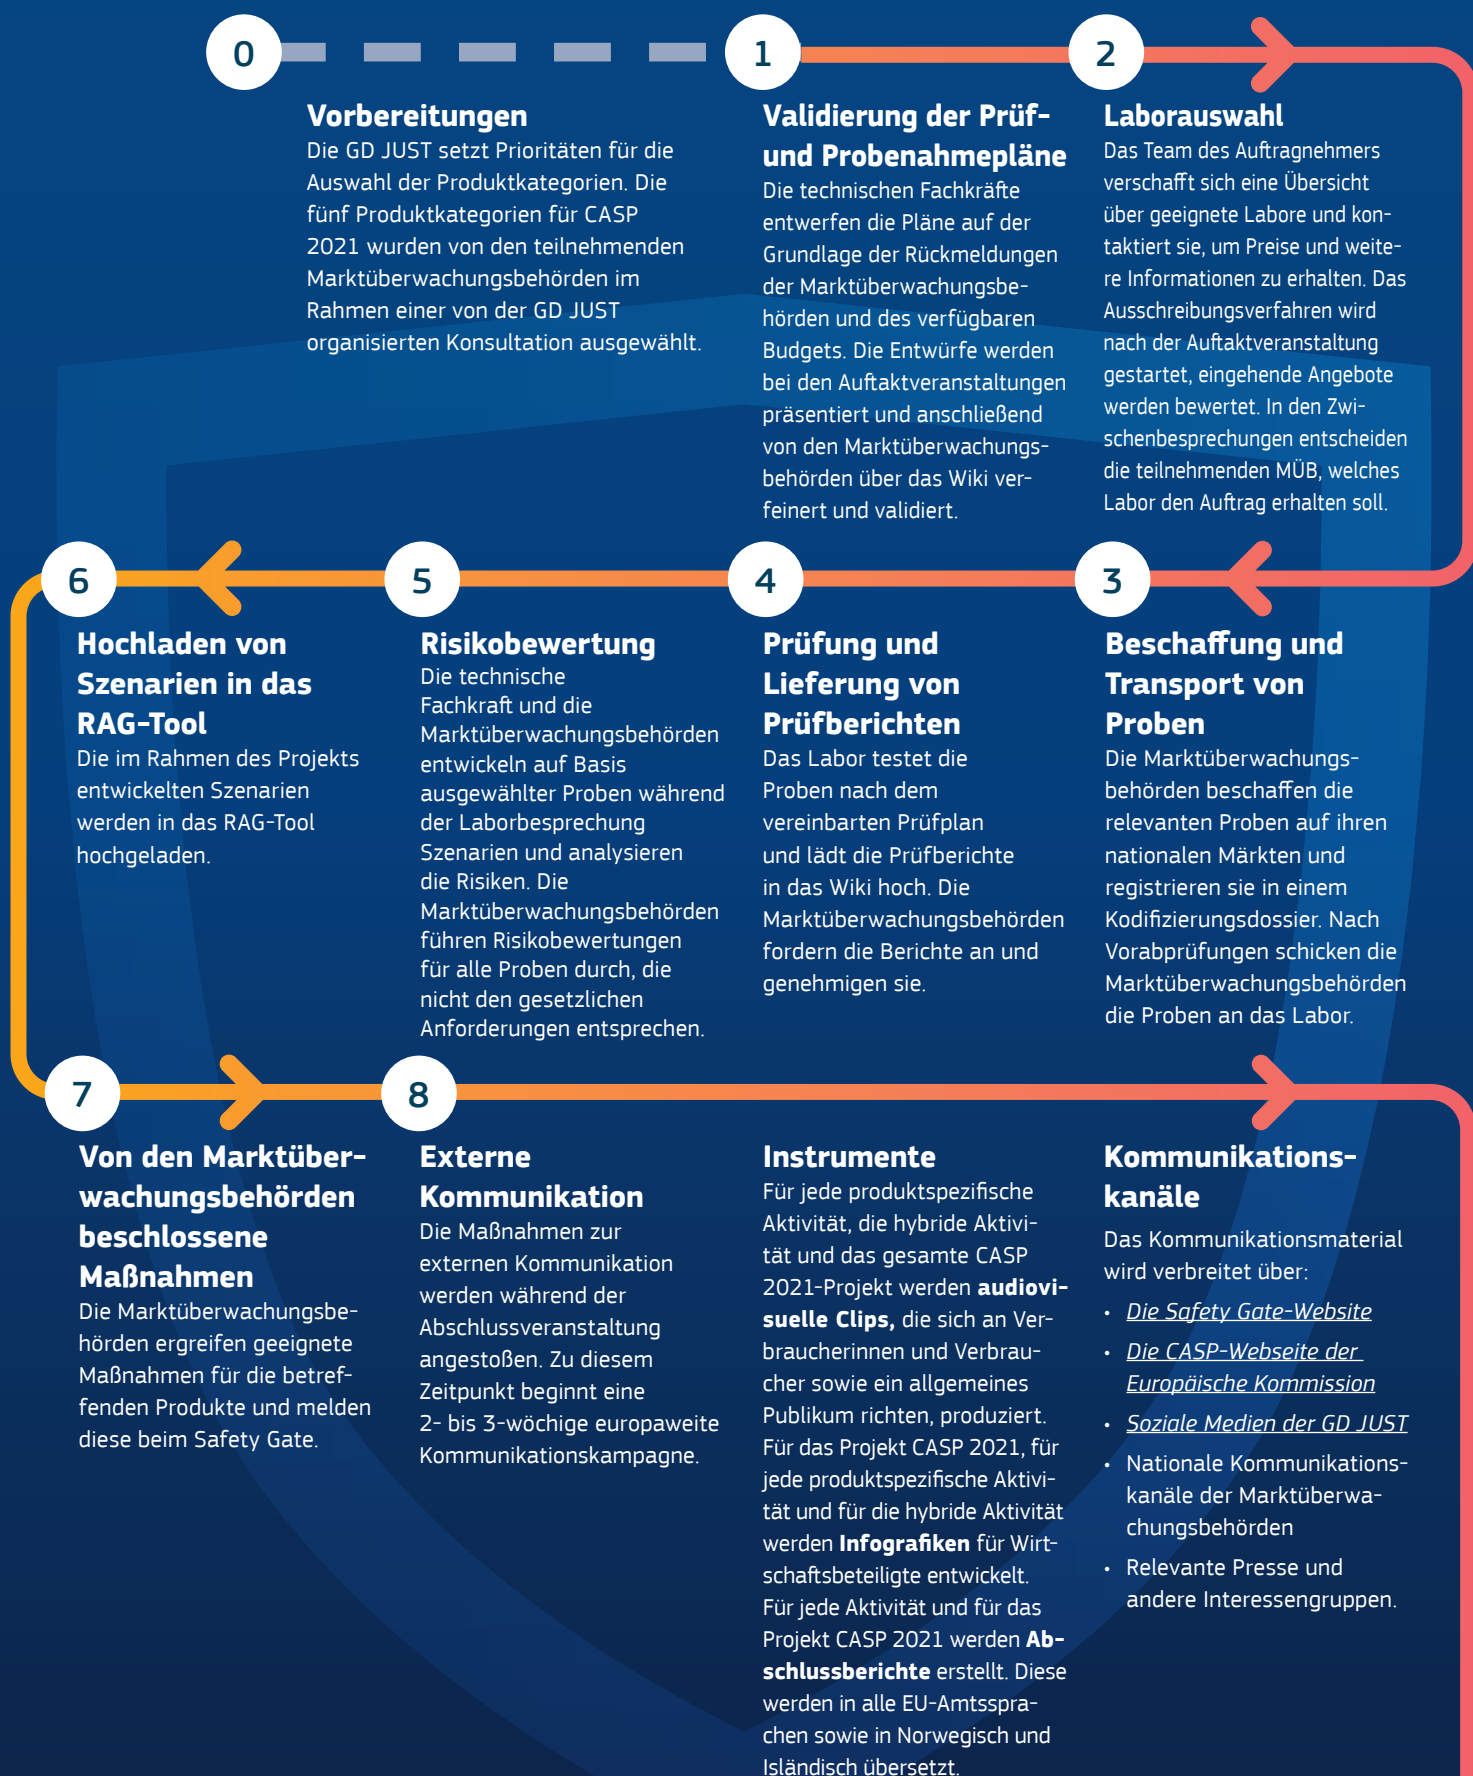 0
Vorbereitungen
Die GD JUST setzt Prioritäten für die
Auswahl der Produktkategorien. Die
fünf Produktkategorien für CASP
2021 wurden von den teilnehmenden
Marktüberwachungsbehörden im
Rahmen einer von der GD JUST
organisierten Konsultation ausgewählt.
1
Validierung der Prüf-
und Probenahmepläne
Die technischen Fachkräfte
entwerfen die Pläne auf der
Grundlage der Rückmeldungen
der Marktüberwachungsbe-
hörden und des verfügbaren
Budgets. Die Entwürfe werden
bei den Auftaktveranstaltungen
präsentiert und anschließend
von den Marktüberwachungs-
behörden über das Wiki ver-
feinert und validiert.
2
Laborauswahl
Das Team des Auftragnehmers
verschafft sich eine Übersicht
über geeignete Labore und kon-
taktiert sie, um Preise und weite-
re Informationen zu erhalten. Das
Ausschreibungsverfahren wird
nach der Auftaktveranstaltung
gestartet, eingehende Angebote
werden bewertet. In den Zwi-
schenbesprechungen entscheiden
die teilnehmenden MÜB, welches
Labor den Auftrag erhalten soll.
3
Beschaffung und
Transport von
Proben
Die Marktüberwachungs-
behörden beschaffen die
relevanten Proben auf ihren
nationalen Märkten und
registrieren sie in einem
Kodifizierungsdossier. Nach
Vorabprüfungen schicken die
Marktüberwachungsbehörden
die Proben an das Labor.
4
Prüfung und
Lieferung von
Prüfberichten
Das Labor testet die
Proben nach dem
vereinbarten Prüfplan
und lädt die Prüfberichte
in das Wiki hoch. Die
Marktüberwachungsbehörden
fordern die Berichte an und
genehmigen sie.
5
Risikobewertung
Die technische
Fachkraft und die
Marktüberwachungsbehörden
entwickeln auf Basis
ausgewählter Proben während
der Laborbesprechung
Szenarien und analysieren
die Risiken. Die
Marktüberwachungsbehörden
führen Risikobewertungen
für alle Proben durch, die
nicht den gesetzlichen
Anforderungen entsprechen.
6
Hochladen von
Szenarien in das
RAG-Tool
Die im Rahmen des Projekts
entwickelten Szenarien
werden in das RAG-Tool
hochgeladen.
7
Von den Marktüber-
wachungsbehörden
beschlossene
Maßnahmen
Die Marktüberwachungsbe-
hörden ergreifen geeignete
Maßnahmen für die betref-
fenden Produkte und melden
diese beim Safety Gate.
8
Externe
Kommunikation
Die Maßnahmen zur
externen Kommunikation
werden während der
Abschlussveranstaltung
angestoßen. Zu diesem
Zeitpunkt beginnt eine
2- bis 3-wöchige europaweite
Kommunikationskampagne.
Instrumente
Für jede produktspezifische
Aktivität, die hybride Aktivi-
tät und das gesamte CASP
2021-Projekt werden audiovi-
suelle Clips, die sich an Ver-
braucherinnen und Verbrau-
cher sowie ein allgemeines
Publikum richten, produziert.
Für das Projekt CASP 2021, für
jede produktspezifische Aktivi-
tät und für die hybride Aktivität
werden Infografiken für Wirt-
schaftsbeteiligte entwickelt.
Für jede Aktivität und für das
Projekt CASP 2021 werden Ab-
schlussberichte erstellt. Diese
werden in alle EU-Amtsspra-
chen sowie in Norwegisch und
Isländisch übersetzt.
Kommunikations-
kanäle
Das Kommunikationsmaterial
wird verbreitet über:
• Die Safety Gate-Website
• Die CASP-Webseite der
Europäische Kommission
• Soziale Medien der GD JUST
• Nationale Kommunikations-
kanäle der Marktüberwa-
chungsbehörden
• Relevante Presse und
andere Interessengruppen.